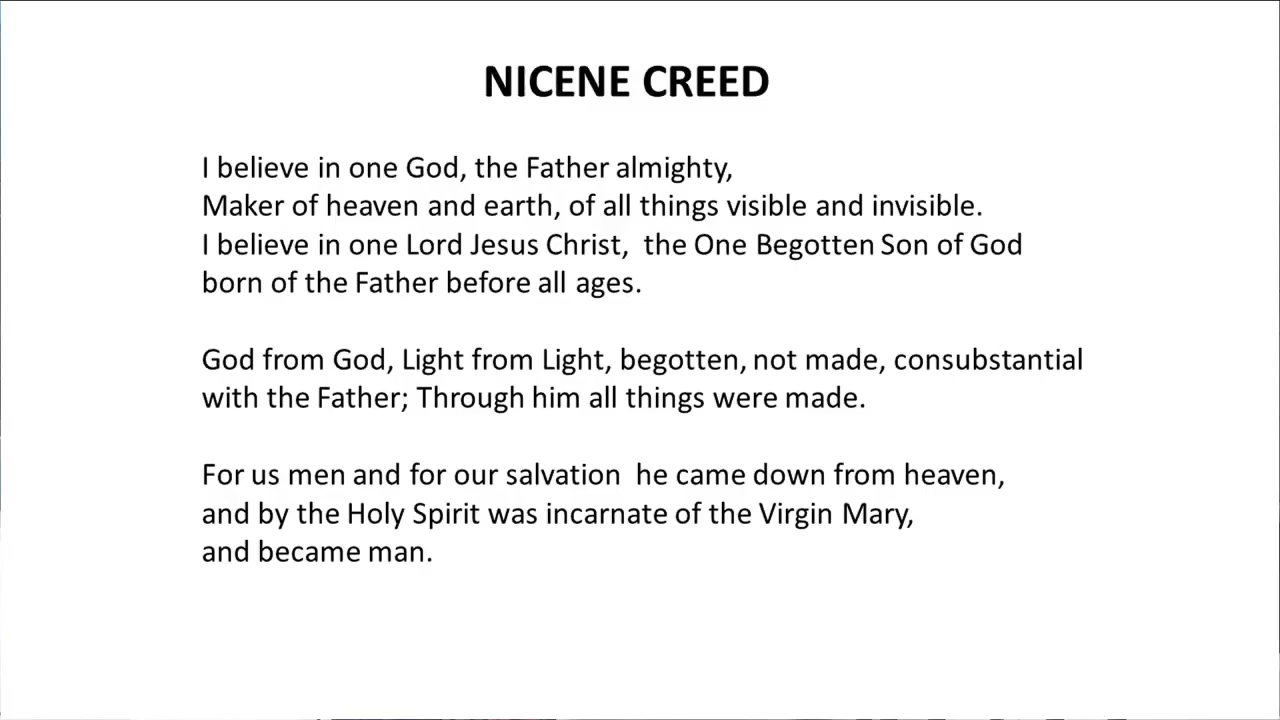 NICENE CREED
I believe in one God, the Father almighty,
Maker of heaven and earth, of all things visible and invisible.
I believe in one Lord Jesus Christ,  the One Begotten Son of God
born of the Father before all ages.
God from God, Light from Light, begotten, not made, consubstantial
with the Father; Through him all things were made.
For us men and for our salvation  he came down from heaven,
and by the Holy Spirit was incarnate of the Virgin Mary,
and became man.